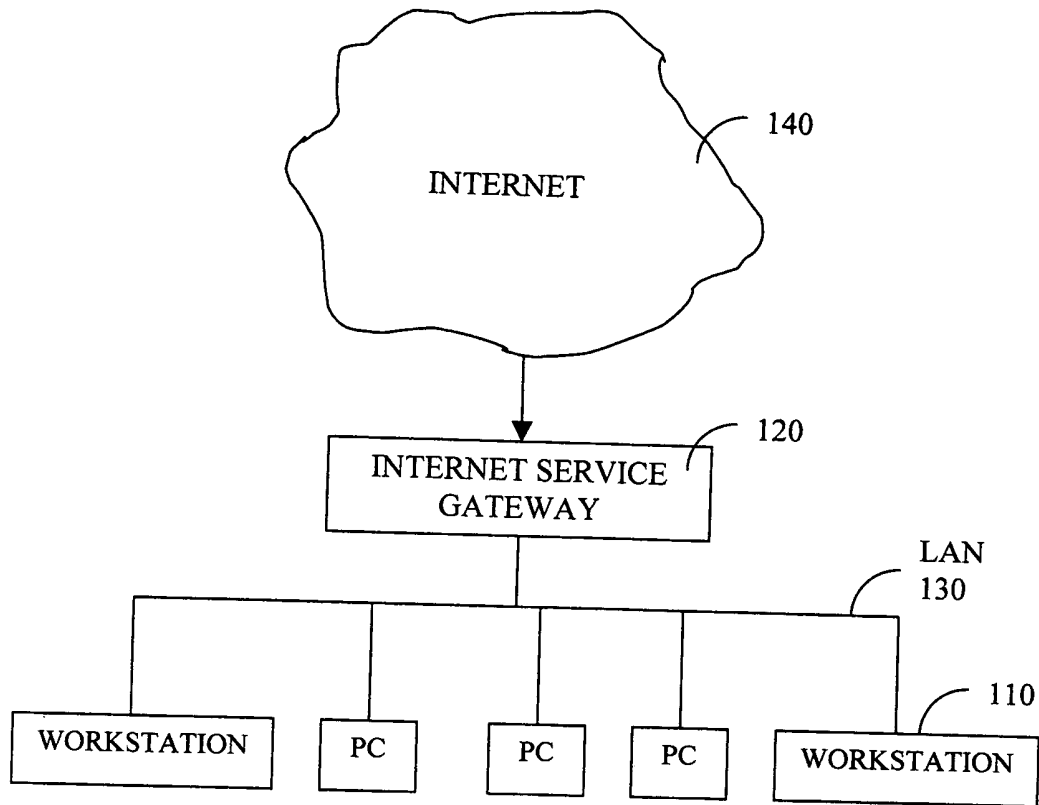 140
INTERNET
120
INTERNET SERVICE
GATEWAY
LAN
130
110
WORKSTATION
PC
PC
PC
WORKSTATION